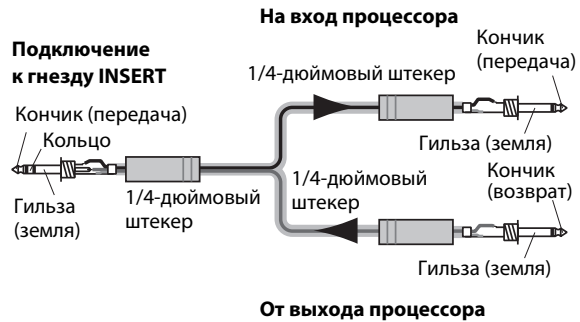 На вход процессора
Подключение
к гнезду INSERT
Кончик
(передача)
1/4-дюймовый штекер
Кончик (передача)
Кольцо
Гильза (земля)
Гильза
(земля)
1/4-дюймовый
штекер
1/4-дюймовый
штекер
Кончик
(возврат)
Гильза (земля)
От выхода процессора